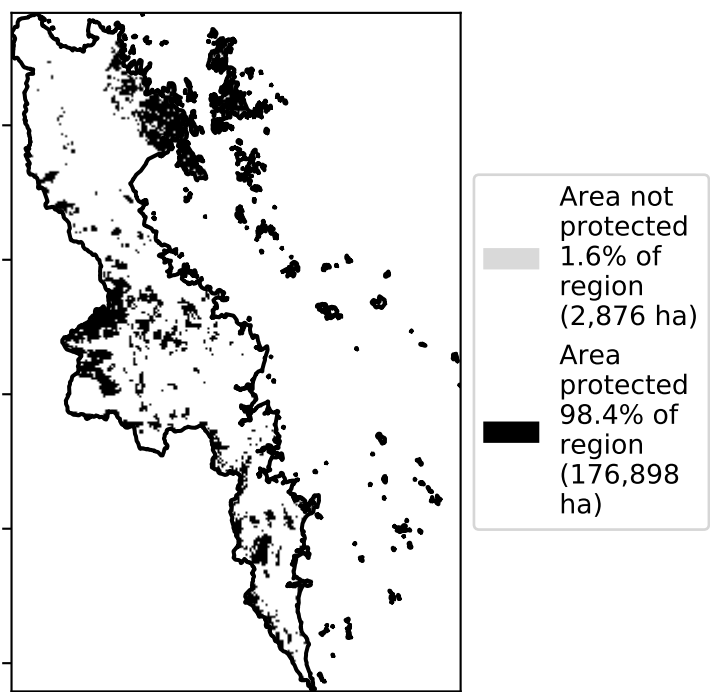 Area not
protected
1.6% of
region
(2,876 ha)
Area
protected
98.4% of
region
(176,898
ha)